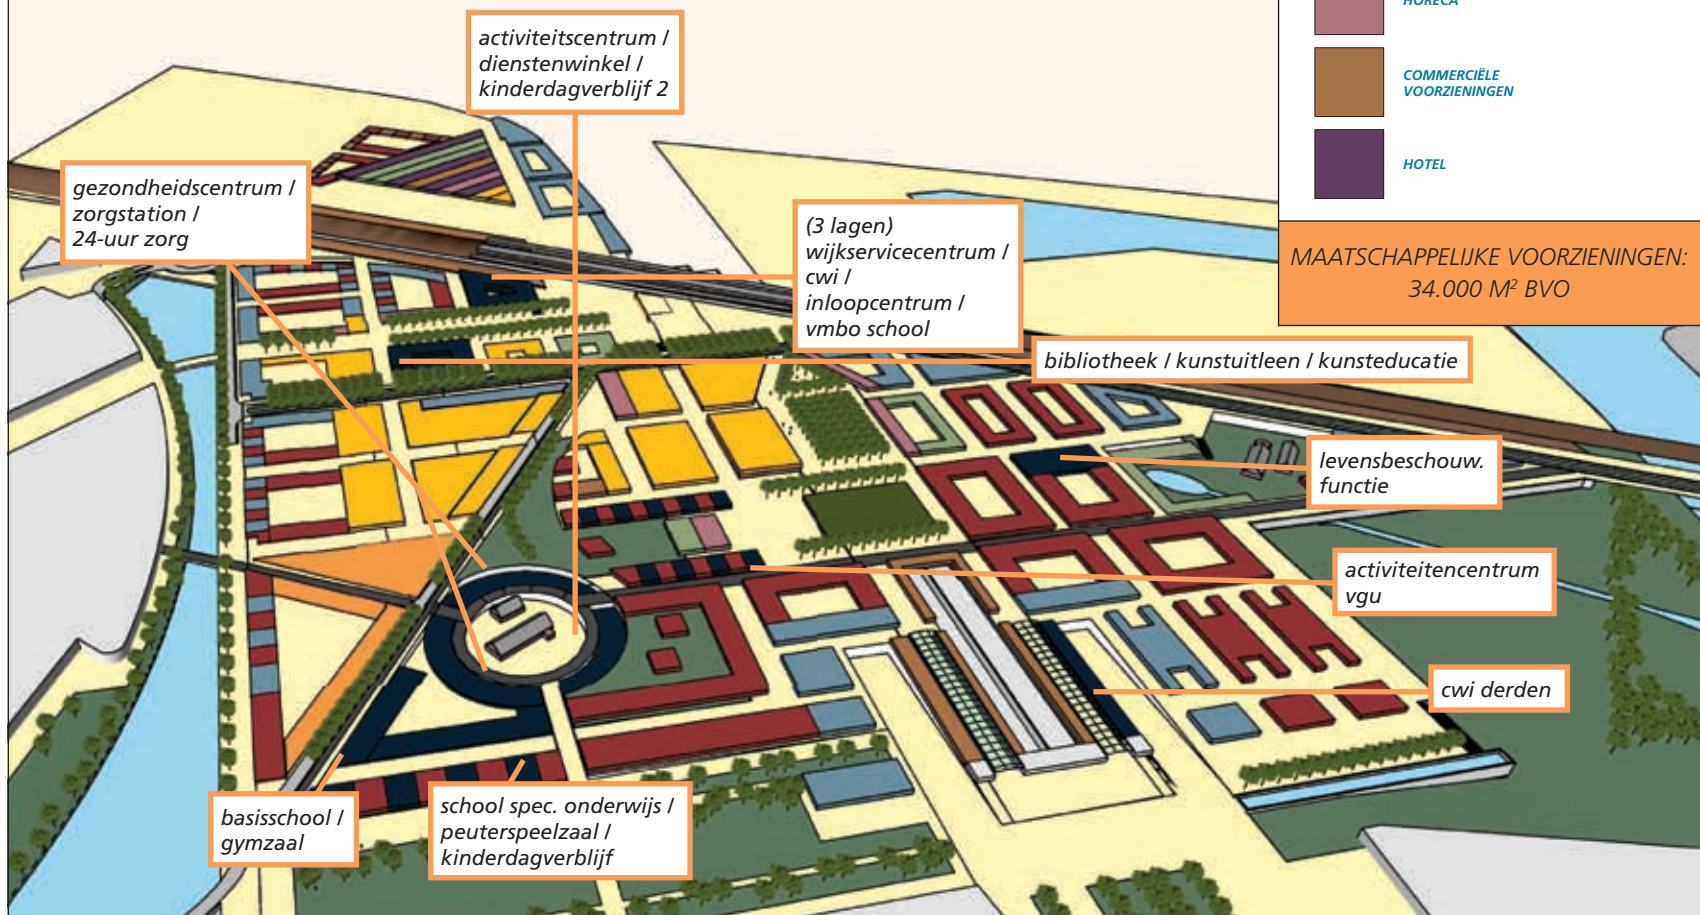 HORECA
COMMERCIËLE
VOORZIENINGEN
HOTEL
MAATSCHAPPELIJKE VOORZIENINGEN:
34.000 M² BVO
activiteitscentrum /
dienstenwinkel /
kinderdagverblijf 2
gezondheidscentrum /
zorgstation /
24-uur zorg
(3 lagen)
wijkservicecentrum /
cwi /
inloopcentrum /
vmbo school
bibliotheek / kunstuitleen / kunsteducatie
levensbeschouw.
functie
activiteitencentrum
vgu
cwi derden
basisschool /
gymzaal
school spec. onderwijs /
peuterspeelzaal /
kinderdagverblijf